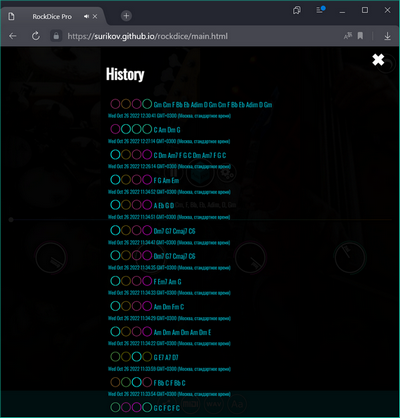 RockDice Pro
https://surikov.github.io/rockdice/main.html
History
Gm Cm F Bb Eb Adim D Gm Cm F Bb Eb Adim D Gm
Wed Oct 26 2022 12:30:41 GMT+0300 (Москва, стандартное время)
C Am Dm G
Wed Oct 26 2022 12:27:14 GMT+0300 (Москва, стандартное время)
C Dm Am7 F G C Dm Am7 F G C
Wed Oct 26 2022 12:26:14 GMT+0300 (Москва, стандартное время)
F G Am Em
Wed Oct 26 2022 11:34:52 GMT+0300 (Москва, стандартное время)
A Eb G D
Wed Oct 26 2022 11:34:51 GMT+0300 (Москва, стандартное время)
Dm7 G7 Cmaj7 C6
Wed Oct 26 2022 11:34:47 GMT+0300 (Москва, стандартное время)
Dm7 G7 Cmaj7 C6
Wed Oct 26 2022 11:34:35 GMT+0300 (Москва, стандартное время)
F Em7 Am G
Wed Oct 26 2022 11:34:33 GMT+0300 (Москва, стандартное время)
Am Dm Fm C
Wed Oct 26 2022 11:34:29 GMT+0300 (Москва, стандартное время)
Am Dm Am Dm Am Dm E
Wed Oct 26 2022 11:34:22 GMT+0300 (Москва, стандартное время)
G E7 A7 D7
Wed Oct 26 2022 11:33:59 GMT+0300 (Москва, стандартное время)
F Bb C F Bb C
Wed Oct 26 2022 11:33:54 GMT+0300 (Москва, стандартное время)
G C F C F C